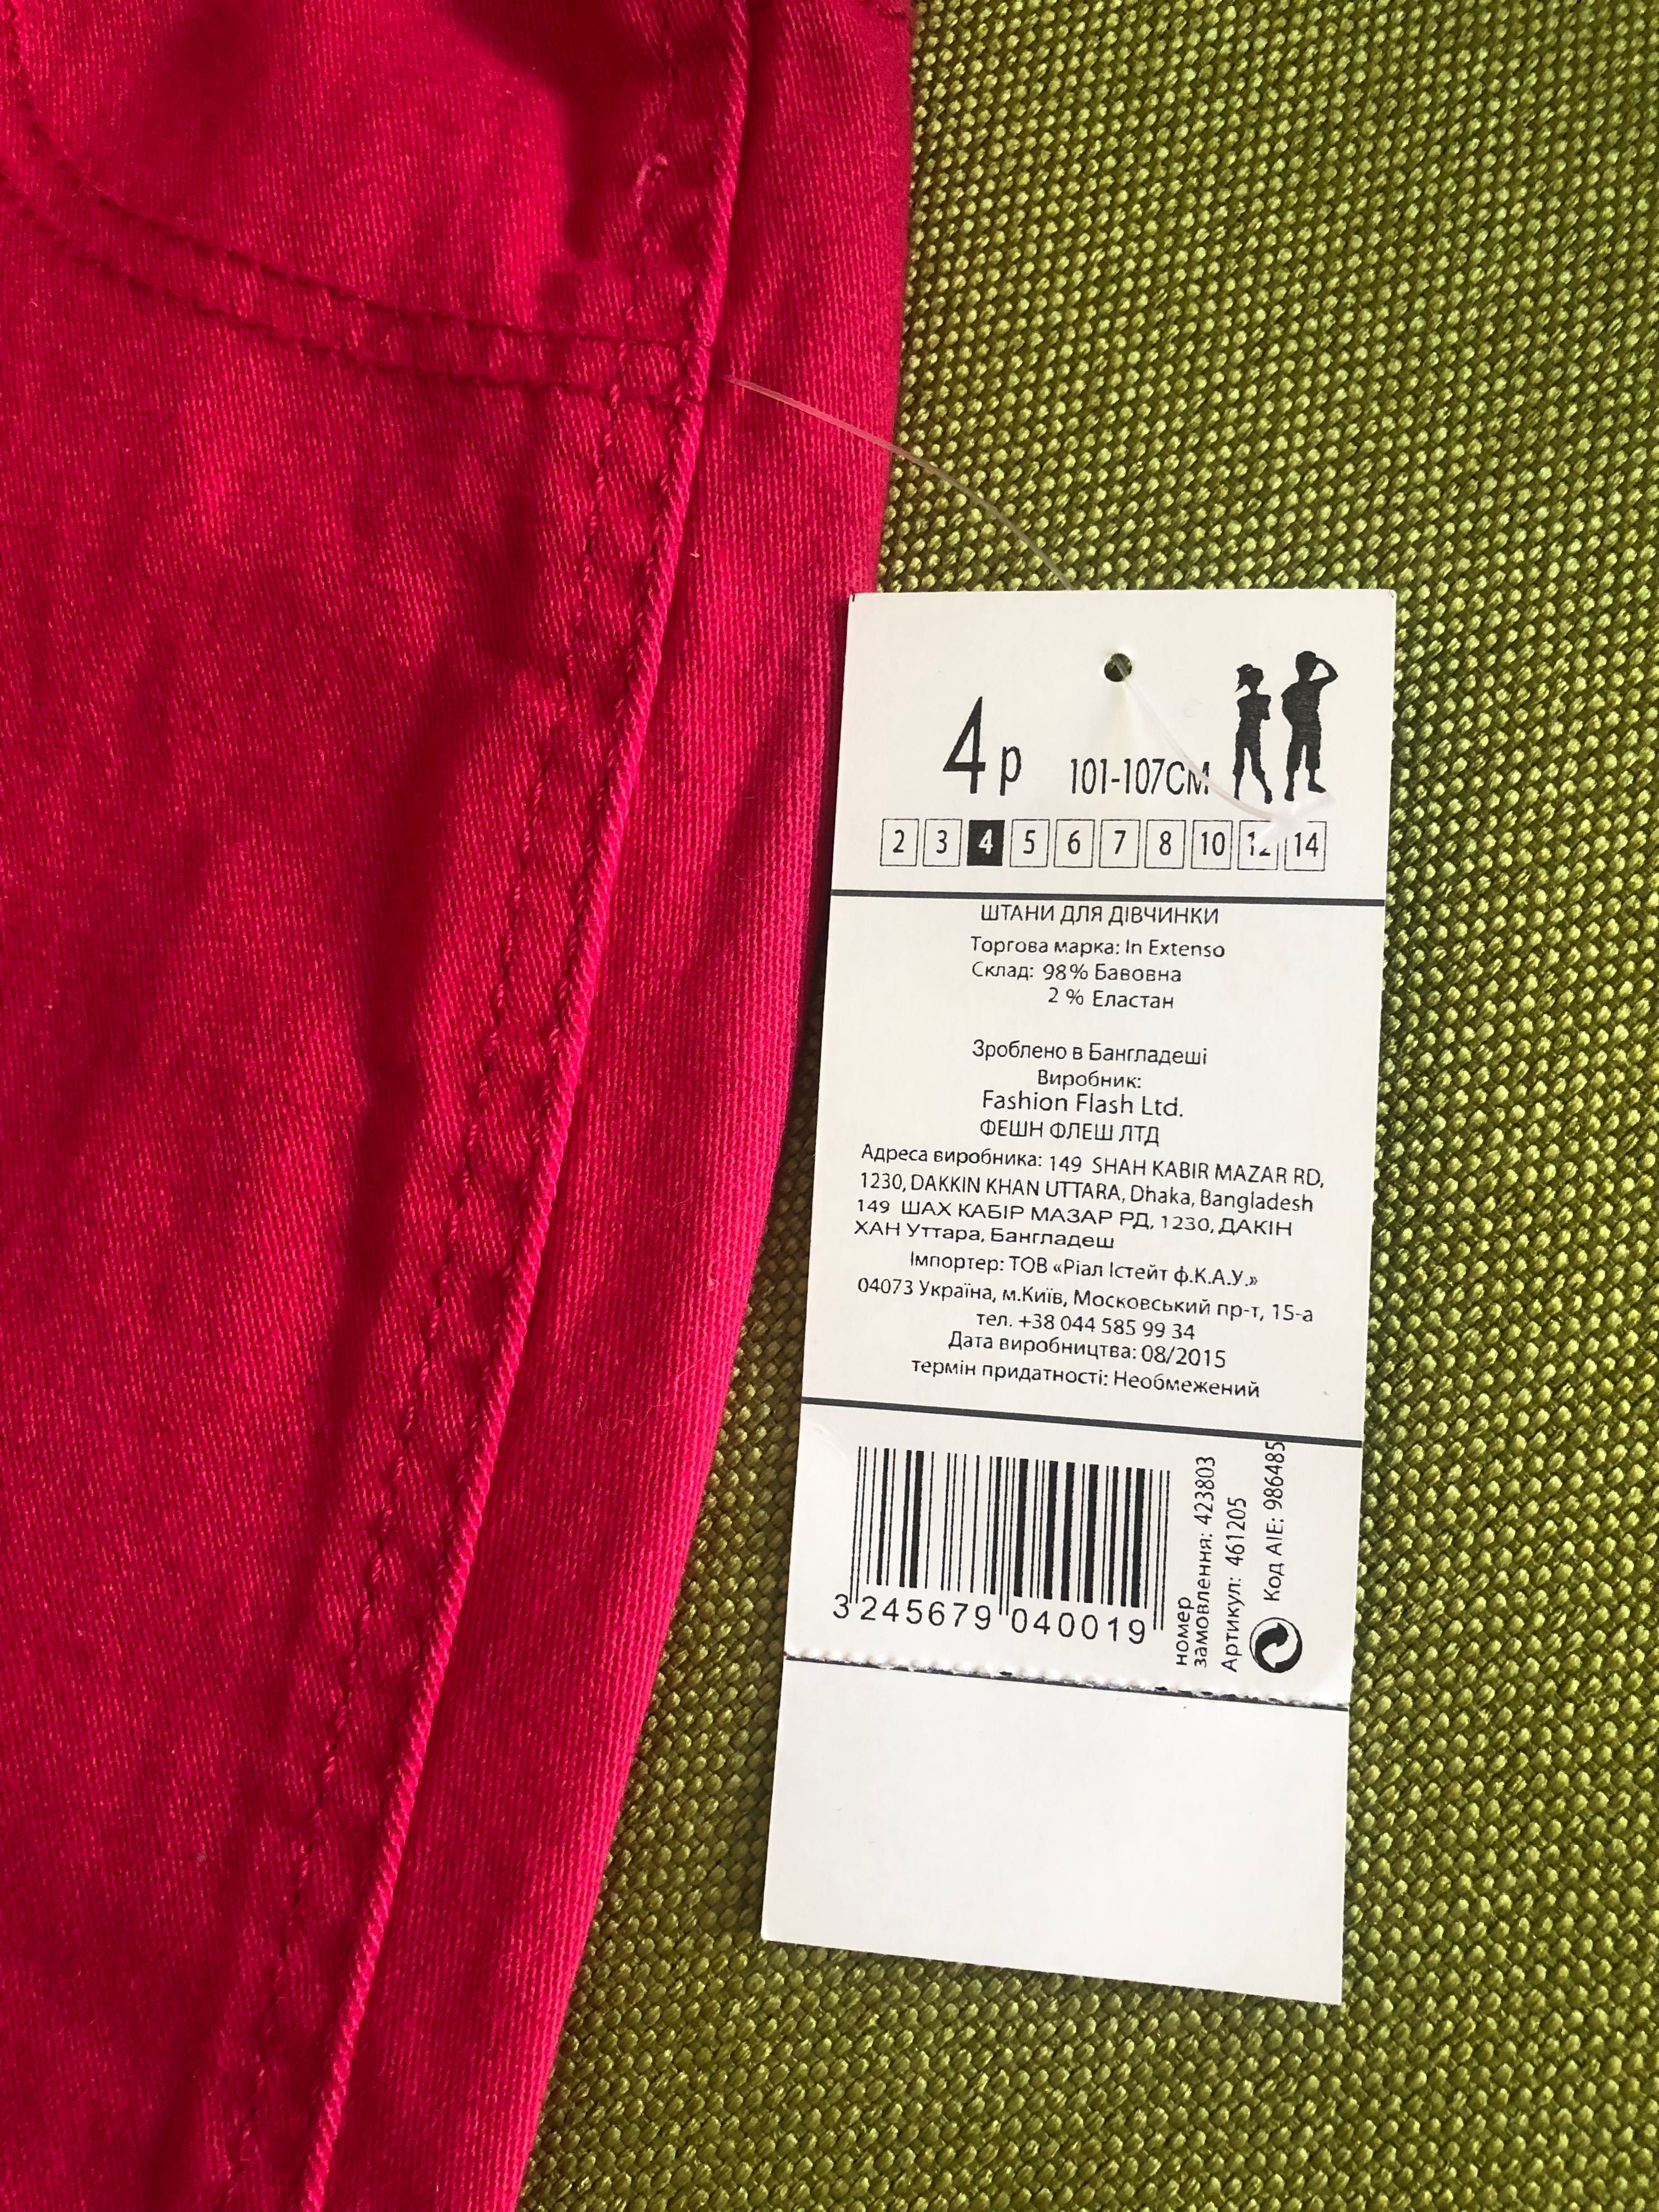 4 р 101-107СМ
2 3 4 5 6 7 8 10 12 14
ШТАНИ ДЛЯ ДІВЧИНКИ
Торгова марка: In Extenso
Склад: 98% Бавовна
2 % Еластан
Зроблено в Бангладеші
Виробник:
Fashion Flash Ltd.
ФЕШН ФЛЕШ ЛТД
Адреса виробника: 149 SHAH KABIR MAZAR RD,
1230, DAKKIN KHAN UTTARA, Dhaka, Bangladesh
149 ШАХ КАБІР МАЗАР РД, 1230, ДАКІН
ХАН Уттара, Бангладеш
Імпортер: ТОВ «Ріал Істейт ф.К.А.У.»
04073 Україна, м.Київ, Московський пр-т, 15-а
тел. +38 044 585 99 34
Дата виробництва: 08/2015
термін придатності: Необмежений
3 245679 040019
номер
замовлення: 423803
Артикул: 461205
Код АІЕ: 986485